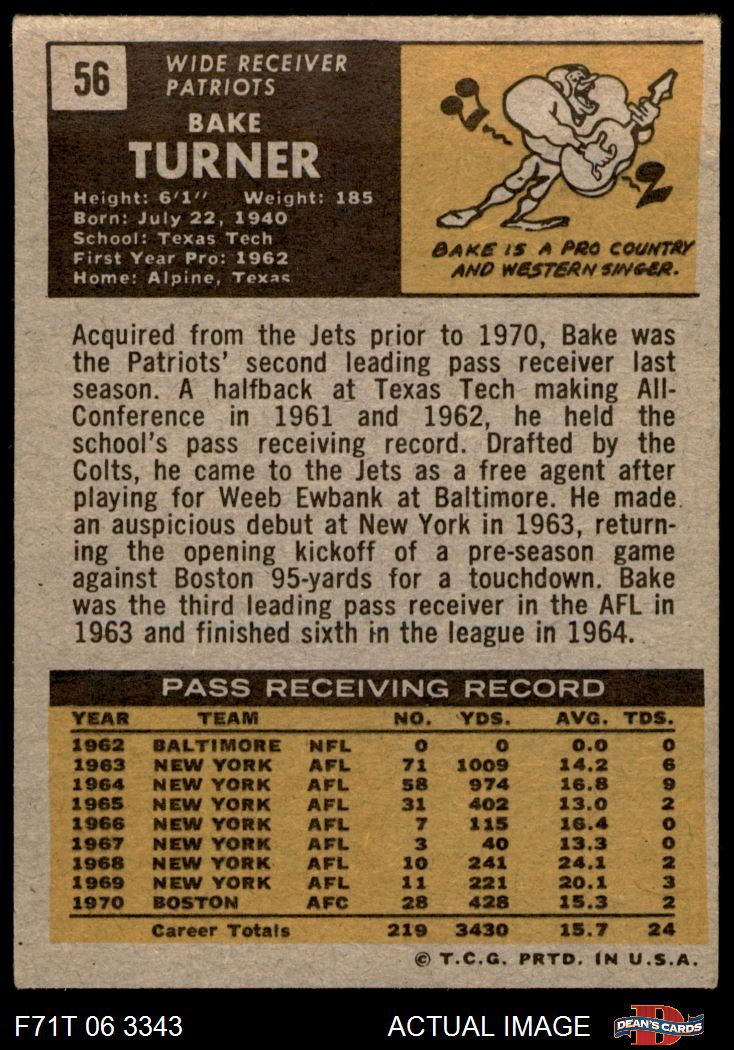 56
WIDE RECEIVER
PATRIOTS
BAKE
TURNER
Height: 6'1" Weight: 185
Born: July 22, 1940
School: Texas Tech
First Year Pro: 1962
Home: Alpine, Texas
BAKE IS A PRO COUNTRY
AND WESTERN SINGER.
Acquired from the Jets prior to 1970, Bake was
the Patriots' second leading pass receiver last
season. A halfback at Texas Tech making All-
Conference in 1961 and 1962, he held the
school's pass receiving record. Drafted by the
Colts, he came to the Jets as a free agent after
playing for Weeb Ewbank at Baltimore. He made
an auspicious debut at New York in 1963, return-
ing the opening kickoff of a pre-season game
against Boston 95-yards for a touchdown. Bake
was the third leading pass receiver in the AFL in
1963 and finished sixth in the league in 1964.
PASS RECEIVING RECORD
YEAR TEAM NO. YDS. AVG. TDS.
1962 BALTIMORE NFL 0 0 0.0 0
1963 NEW YORK AFL 71 1009 14.2 6
1964 NEW YORK AFL 58 974 16.8 9
1965 NEW YORK AFL 31 402 13.0 2
1966 NEW YORK AFL 7 115 16.4 0
1967 NEW YORK AFL 3 40 13.3 0
1968 NEW YORK AFL 10 241 24.1 2
1969 NEW YORK AFL 11 221 20.1 3
1970 BOSTON AFC 28 428 15.3 2
Career Totals 219 3430 15.7 24
© T.C.G. PRTD. IN U.S.A.
F71T 06 3343 ACTUAL IMAGE D DEAN'S CARDS